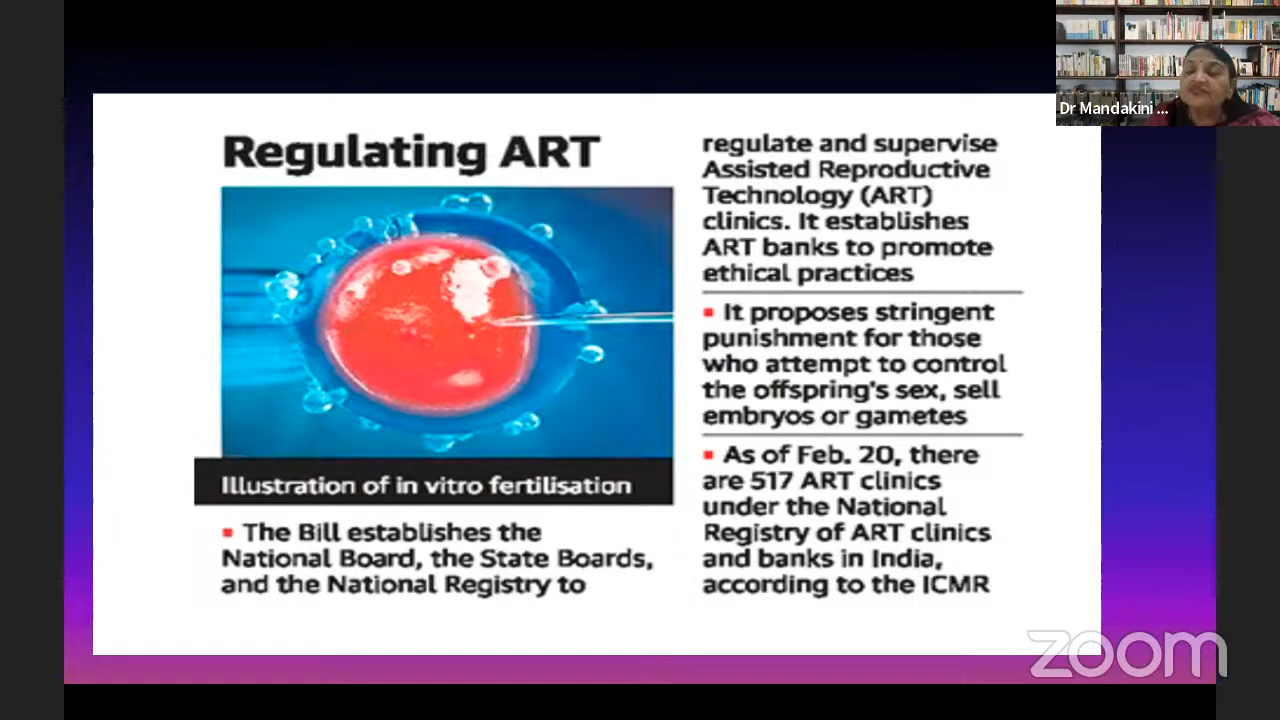 Regulating ART
Illustration of in vitro fertilisation
▪ The Bill establishes the
National Board, the State Boards,
and the National Registry to
regulate and supervise
Assisted Reproductive
Technology (ART)
clinics. It establishes
ART banks to promote
ethical practices
▪ It proposes stringent
punishment for those
who attempt to control
the offspring's sex, sell
embryos or gametes
▪ As of Feb. 20, there
are 517 ART clinics
under the National
Registry of ART clinics
and banks in India,
according to the ICMR
Dr Mandakini ...
zoom